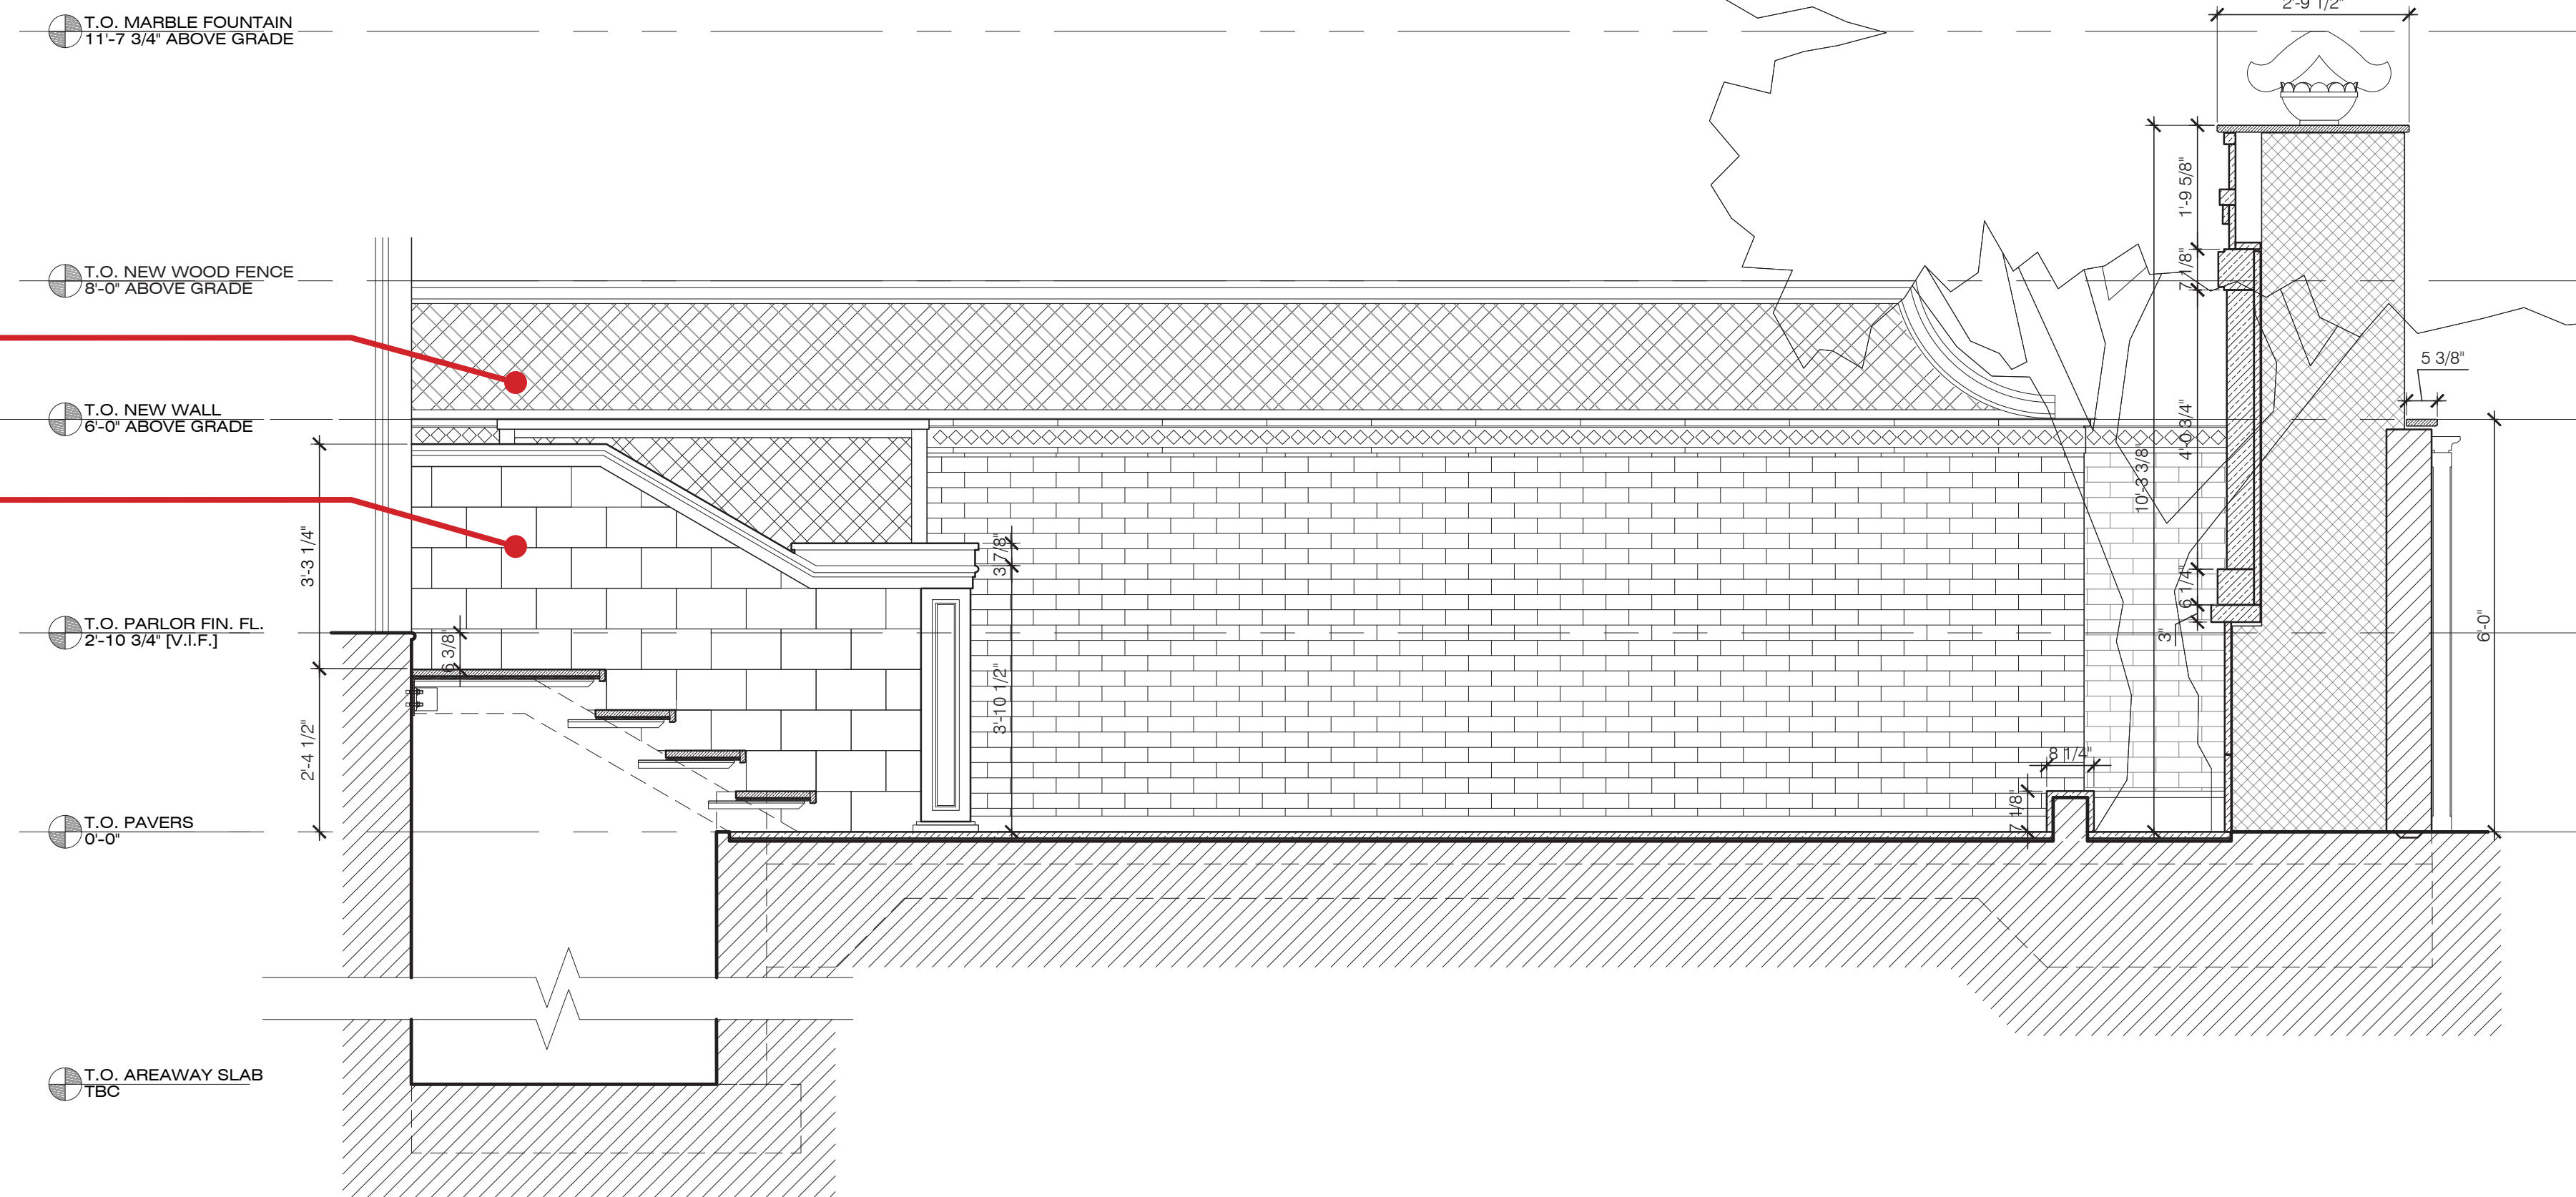 T.O. MARBLE FOUNTAIN
11'-7 3/4" ABOVE GRADE
2'-9 1/2"
T.O. NEW WOOD FENCE
8'-0" ABOVE GRADE
1'-9 5/8"
7 1/8"
5 3/8"
T.O. NEW WALL
6'-0" ABOVE GRADE
4'-0 3/4"
10'-3 3/8"
3'-3 1/4"
3 7/8"
6 1/4"
T.O. PARLOR FIN. FL.
2'-10 3/4" [V.I.F.]
6 3/8"
3"
6'-0"
3'-10 1/2"
2'-4 1/2"
8 1/4"
7 1/8"
T.O. PAVERS
0'-0"
T.O. AREAWAY SLAB
TBC